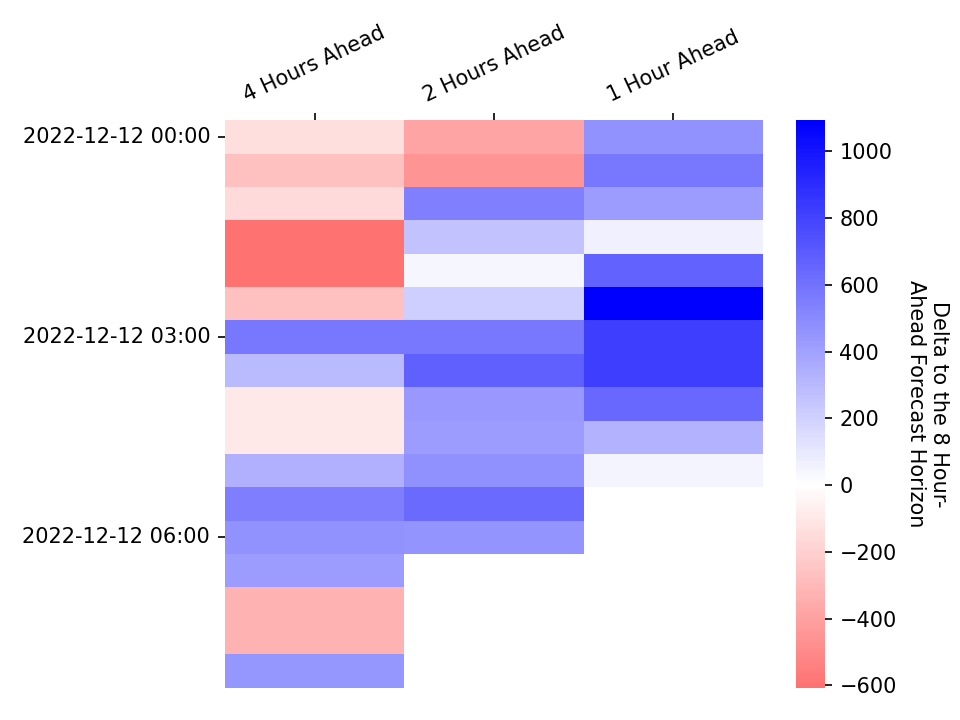 4 Hours Ahead
2 Hours Ahead
1 Hour Ahead
2022-12-12 00:00
2022-12-12 03:00
2022-12-12 06:00
1000
800
600
400
200
0
−200
−400
−600
Delta to the 8 Hour-
Ahead Forecast Horizon